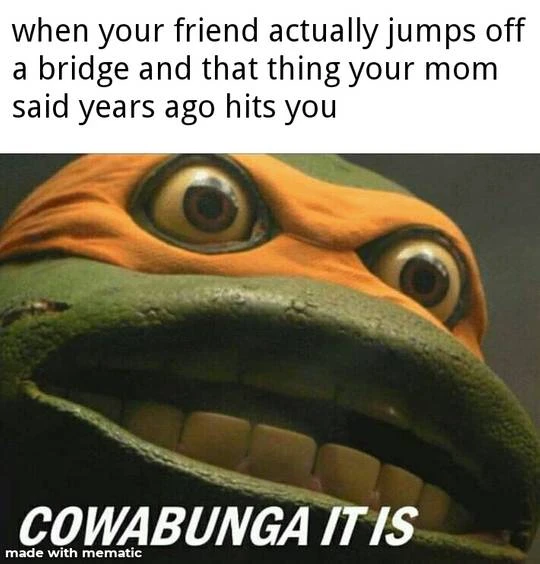 when your friend actually jumps off
a bridge and that thing your mom
said years ago hits you
COWABUNGA IT IS
made with mematic